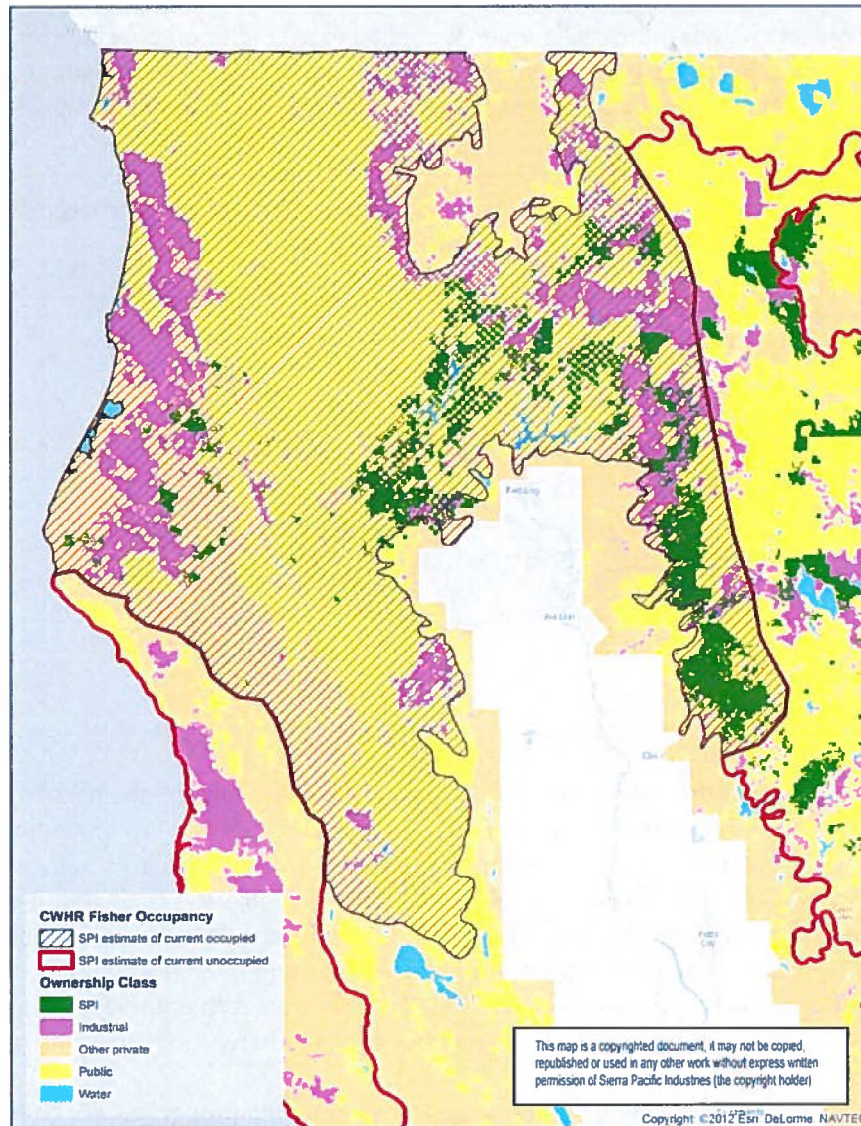 Redding
CWHR Fisher Occupancy
SPI estimate of current occupied
SPI estimate of current unoccupied
Ownership Class
SPI
Industrial
Other private
Public
Water
This map is a copyrighted document, it may not be copied,
republished or used in any other work without express written
permission of Sierra Pacific Industries (the copyright holder)
Copyright ©2012 Esri DeLorme NAVTE